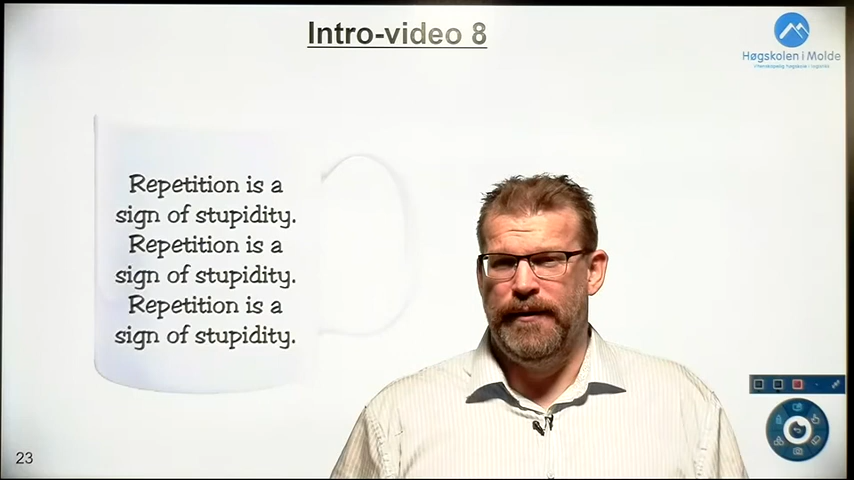 Intro-video 8
Høgskolen i Molde
Repetition is a
sign of stupidity.
Repetition is a
sign of stupidity.
Repetition is a
sign of stupidity.
23